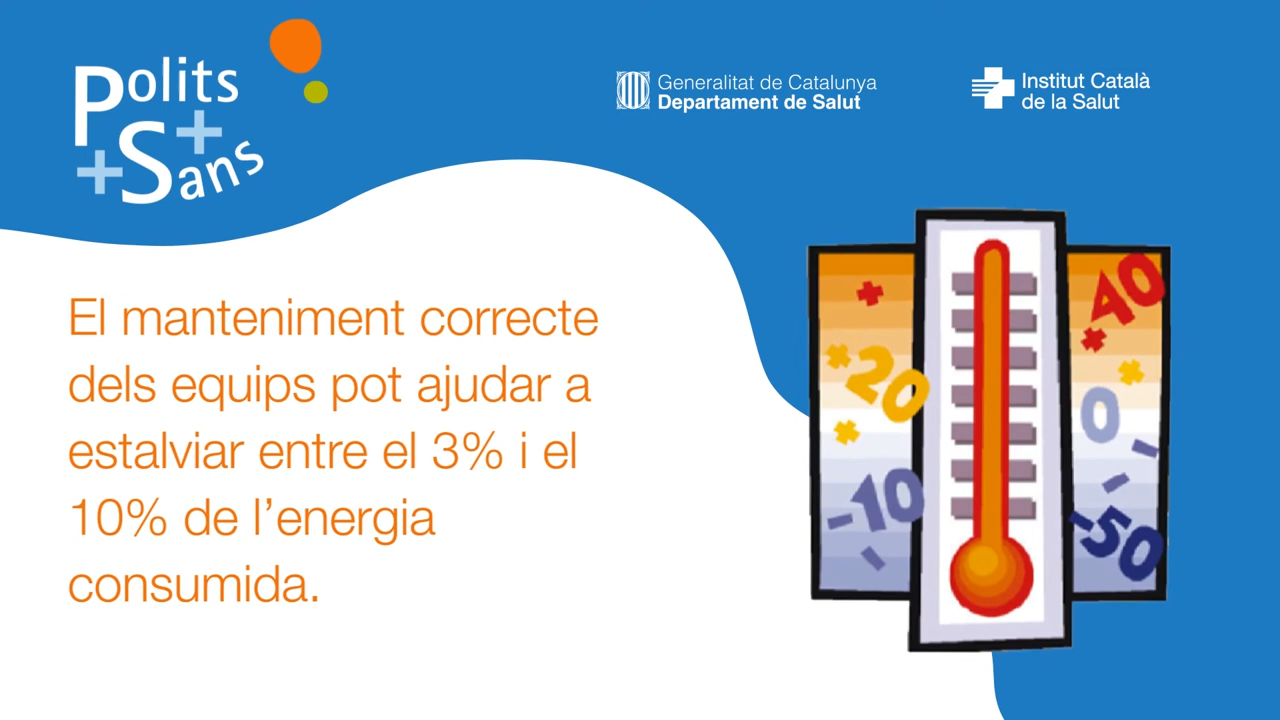 Polits
+
+Sans
Generalitat de Catalunya
Departament de Salut
Institut Català
de la Salut
El manteniment correcte
dels equips pot ajudar a
estalviar entre el 3% i el
10% de l’energia
consumida.
+
+20
+
-10
-
40
+
+
0
-
-
-50